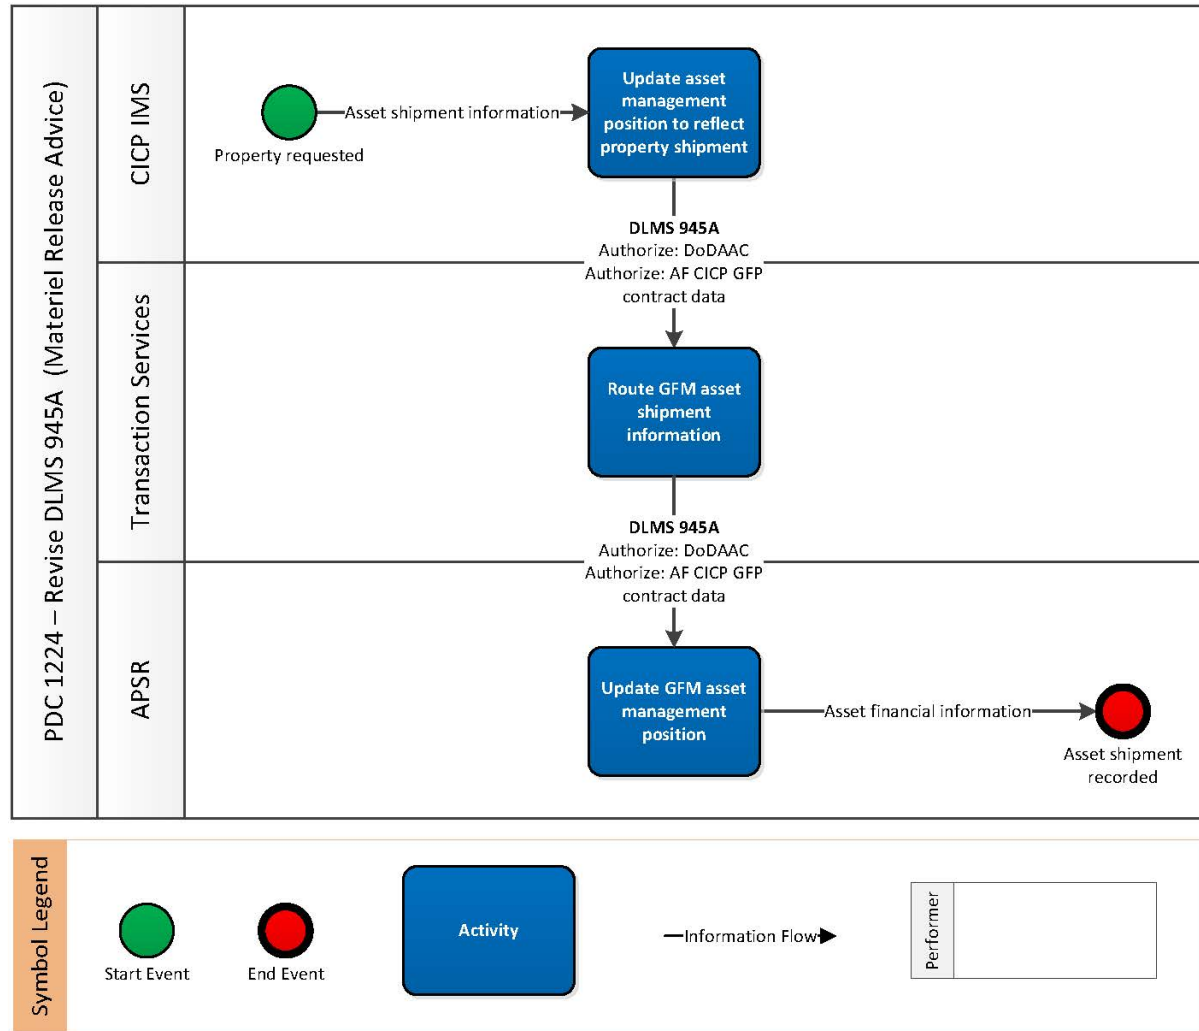 PDC 1224 – Revise DLMS 945A  (Materiel Release Advice)
CICP IMS
Property requested
Asset shipment information
Update asset
management
position to reflect
property shipment
DLMS 945A
Authorize: DoDAAC
Authorize: AF CICP GFP
contract data
Transaction Services
Route GFM asset
shipment
information
DLMS 945A
Authorize: DoDAAC
Authorize: AF CICP GFP
contract data
APSR
Update GFM asset
management
position
Asset financial information
Asset shipment
recorded
Symbol Legend
Start Event
End Event
Activity
Information Flow
Performer